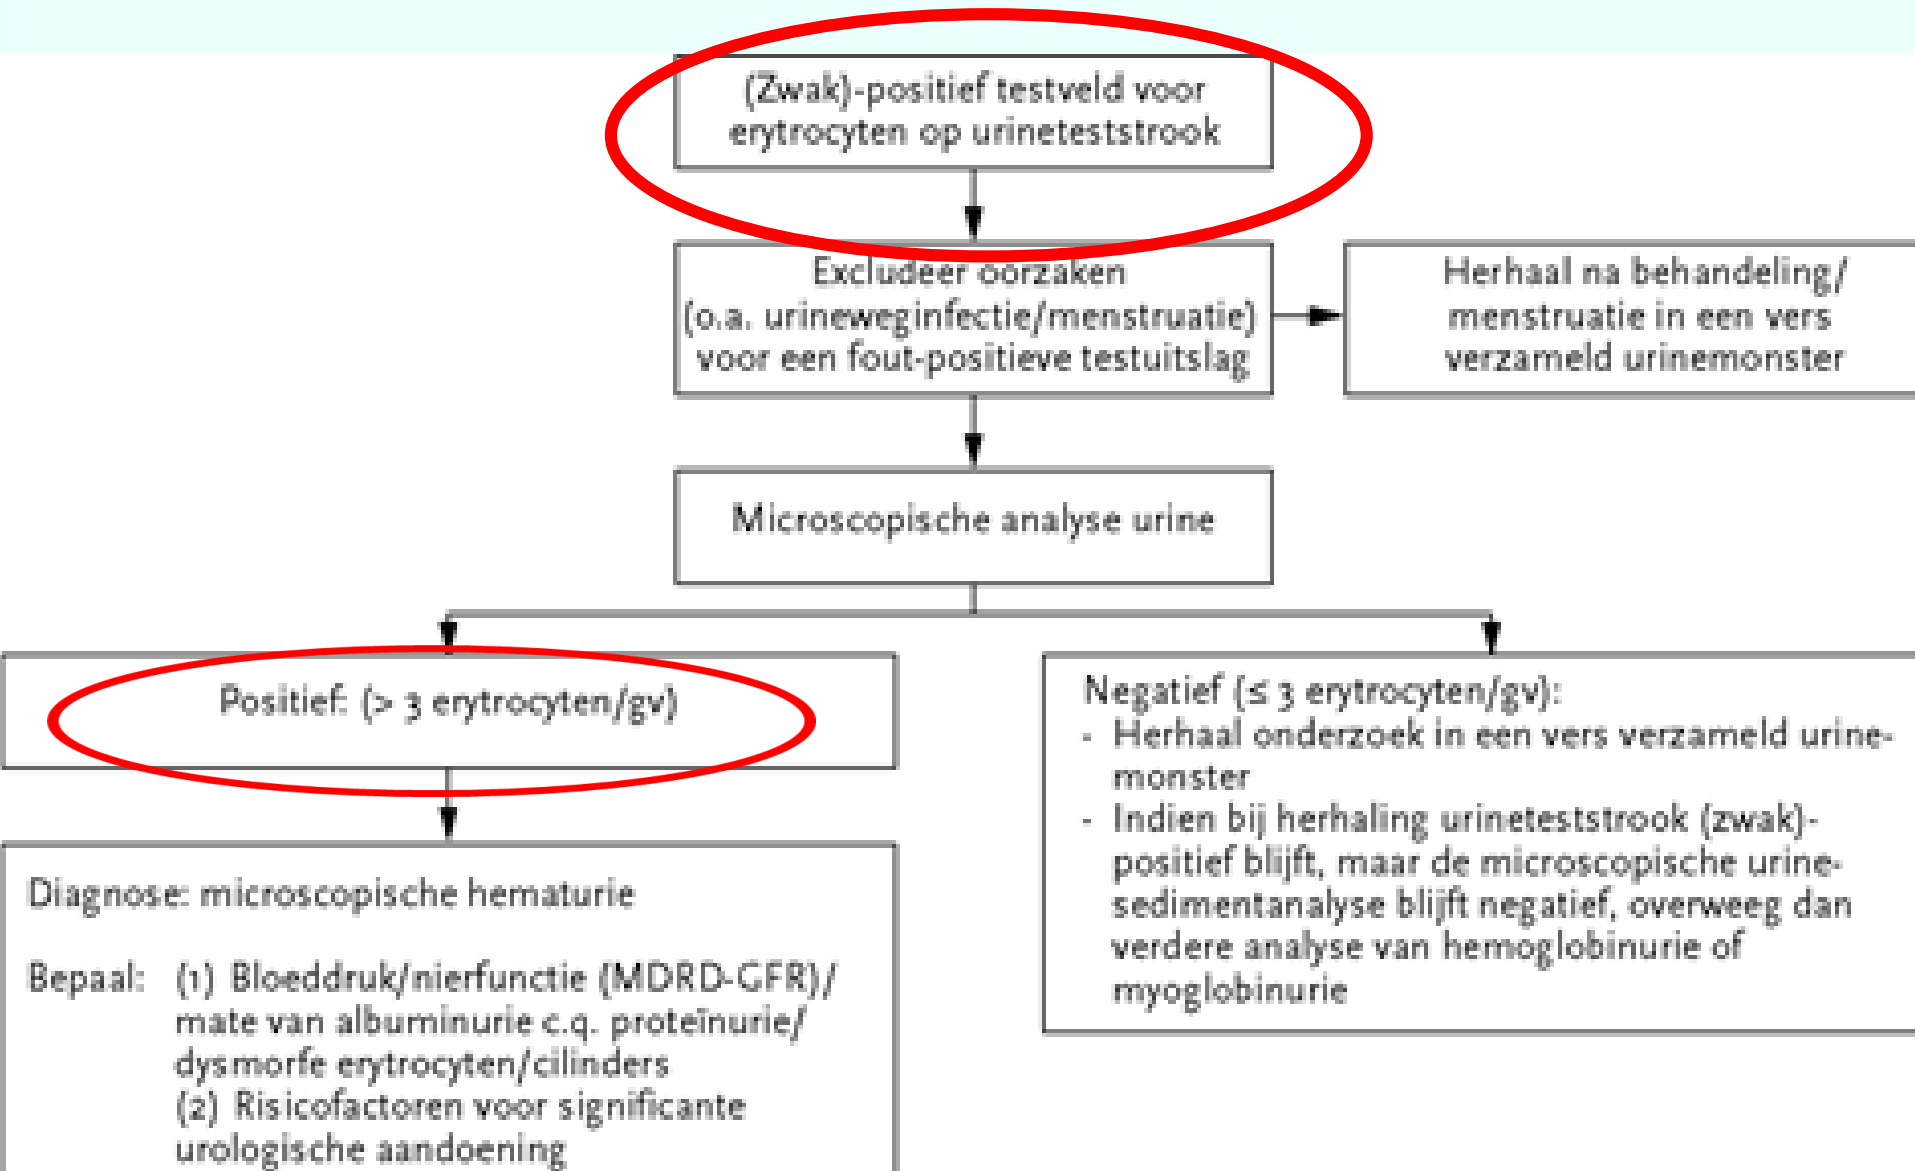 (Zwak)-positief testveld voor
erytrocyten op urineteststrook
Excludeer oorzaken
(o.a. urineweginfectie/menstruatie)
voor een fout-positieve testuitslag
Herhaal na behandeling/
menstruatie in een vers
verzameld urinemonster
Microscopische analyse urine
Positief: (> 3 erytrocyten/gv)
Negatief (≤ 3 erytrocyten/gv):
- Herhaal onderzoek in een vers verzameld urine-
monster
- Indien bij herhaling urineteststrook (zwak)-
positief blijft, maar de microscopische urine-
sedimentanalyse blijft negatief, overweeg dan
verdere analyse van hemoglobinurie of
myoglobinurie
Diagnose: microscopische hematurie
Bepaal: (1) Bloeddruk/nierfunctie (MDRD-GFR)/
mate van albuminurie c.q. proteïnurie/
dysmorfe erytrocyten/cilinders
(2) Risicofactoren voor significante
urologische aandoening